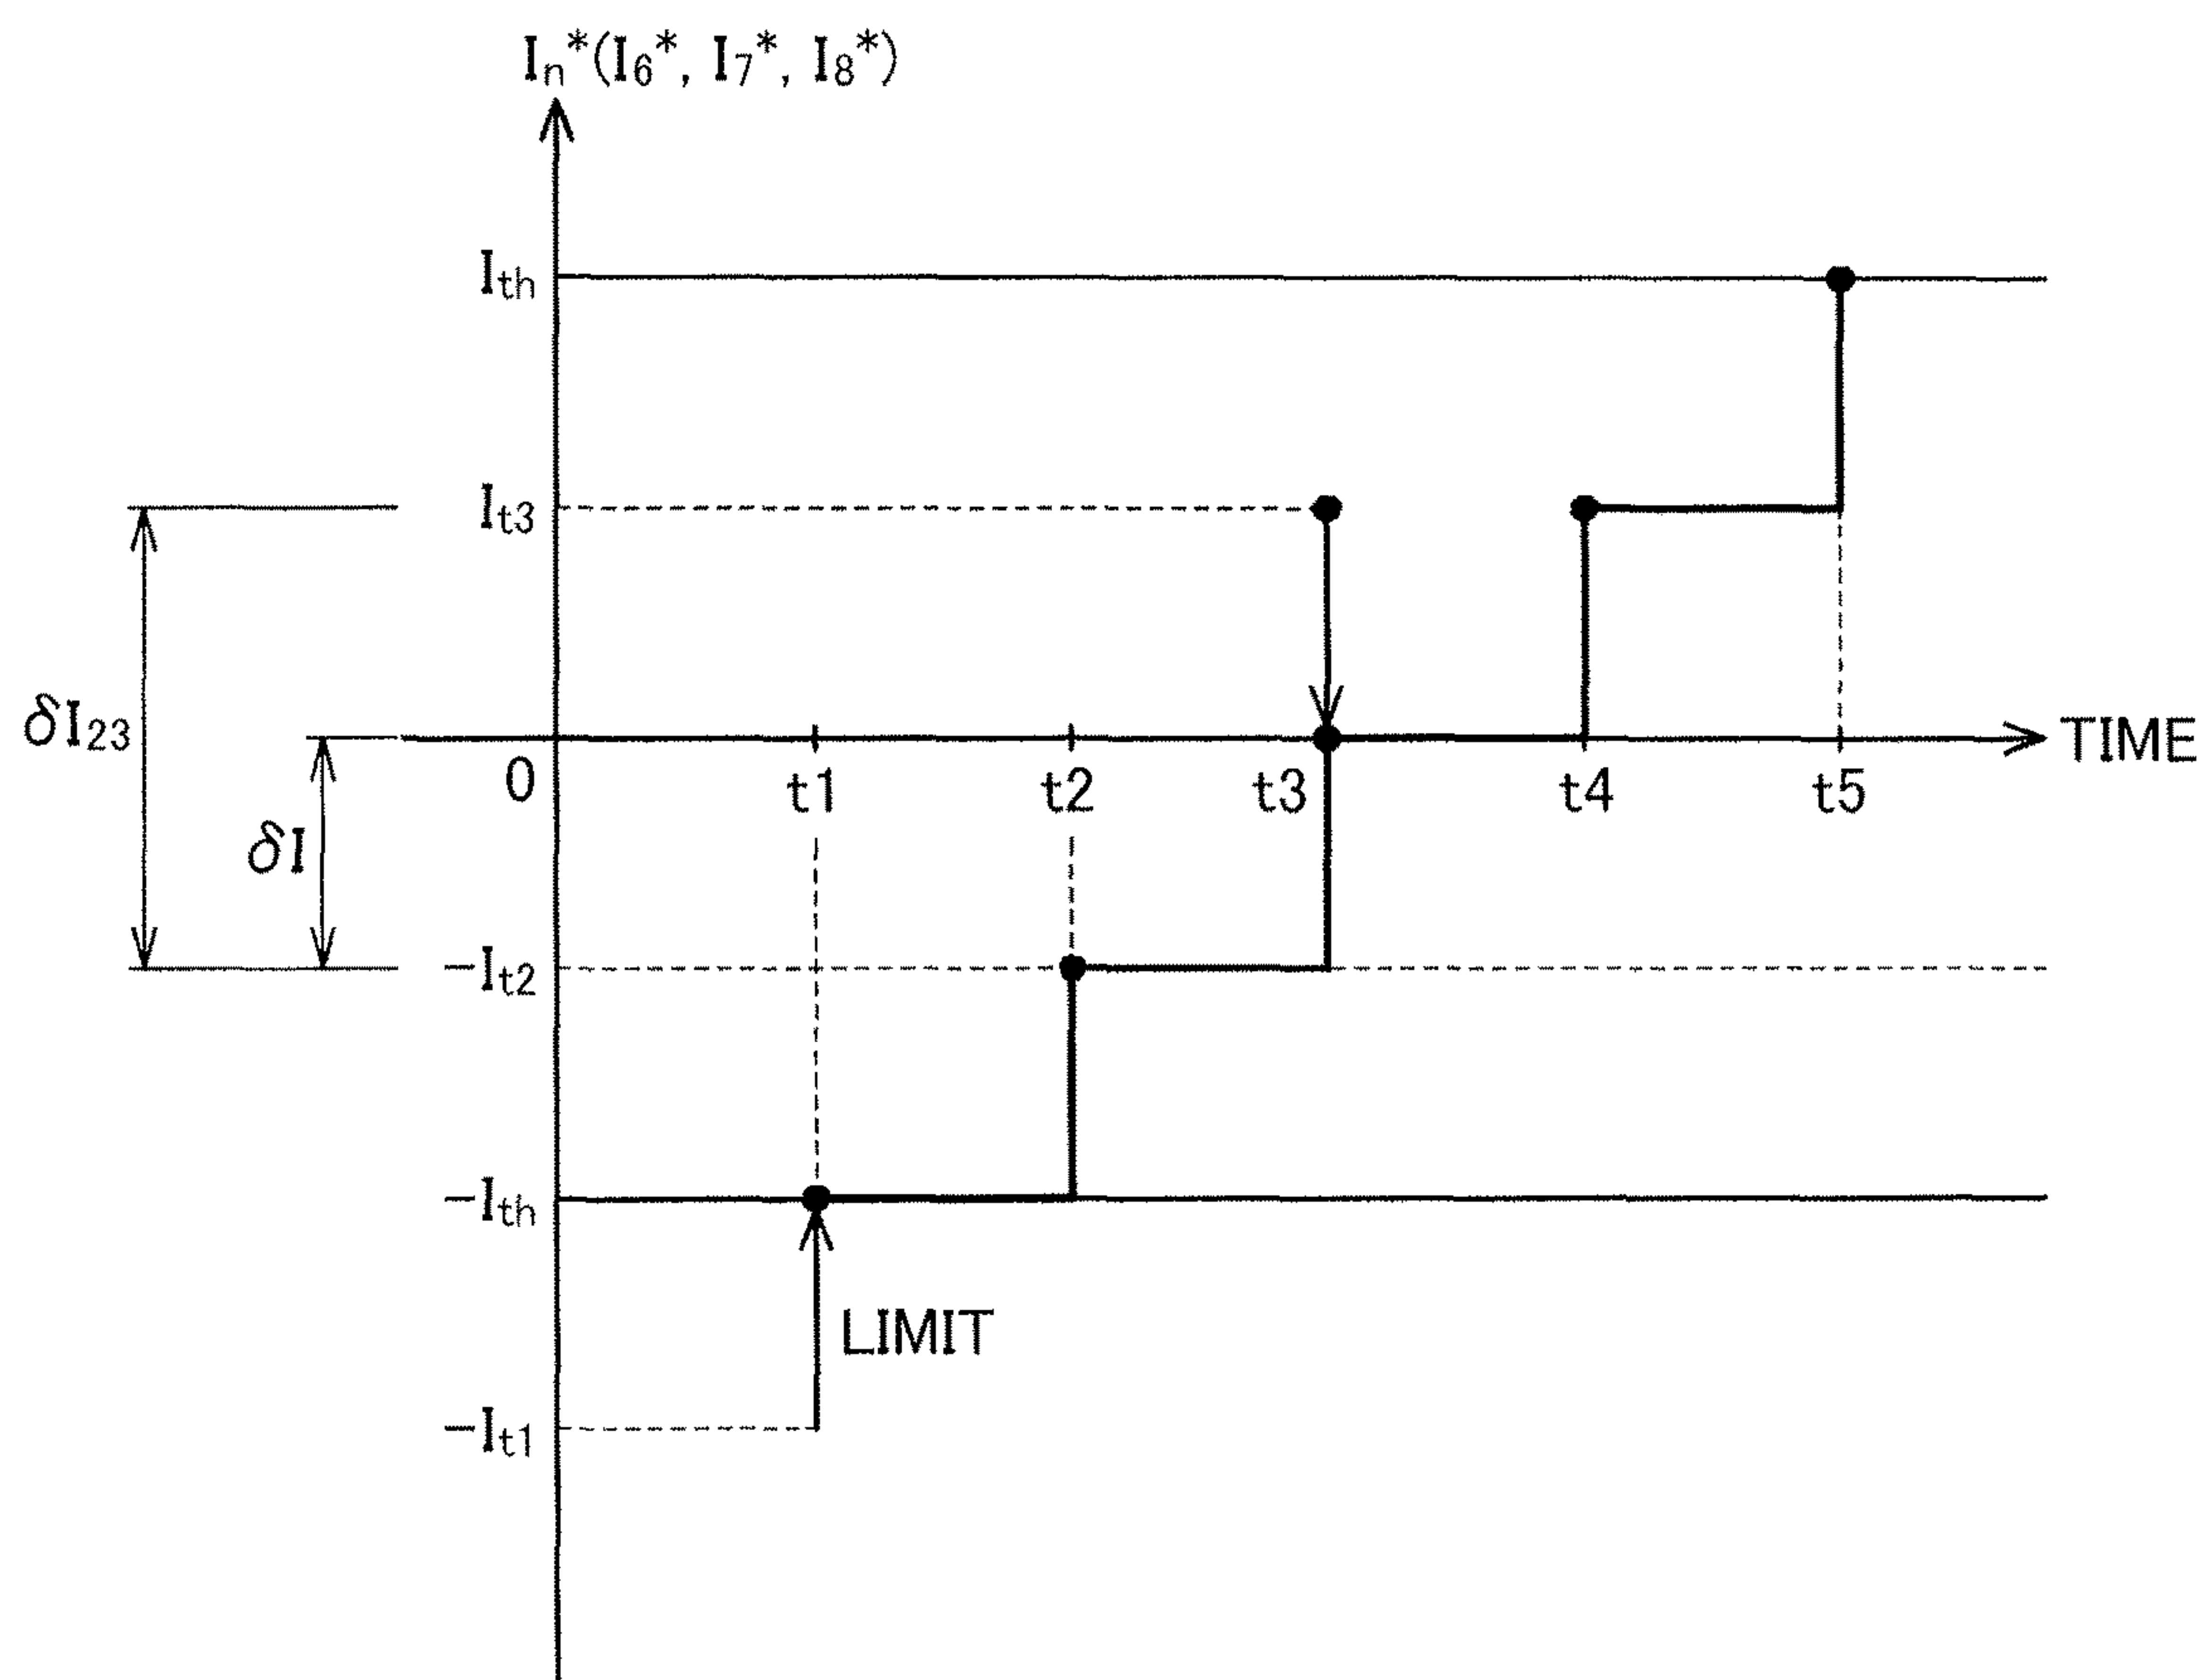 Iₙ*(I₆*, I₇*, I₈*)
Iₜₕ
Iₜ₃
δI₂₃
0 t1 t2 t3 t4 t5 TIME
δI
−Iₜ₂
−Iₜₕ
LIMIT
−Iₜ₁